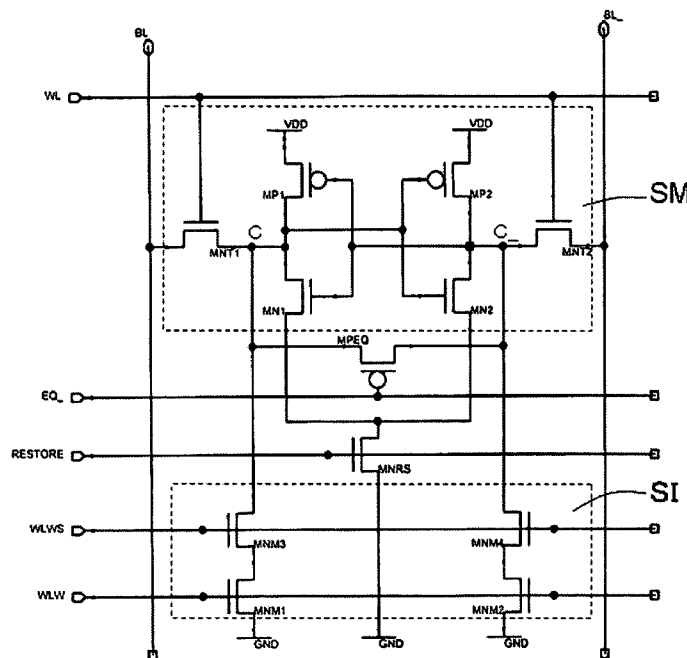 BL
BL_
WL
VDD
VDD
MP1
MP2
SM
C
C_
MNT1
MNT2
MN1
MN2
MPEQ
EQ_
RESTORE
MNRS
SI
WLWS
MNM3
MNM4
WLW
MNM1
MNM2
GND
GND
GND